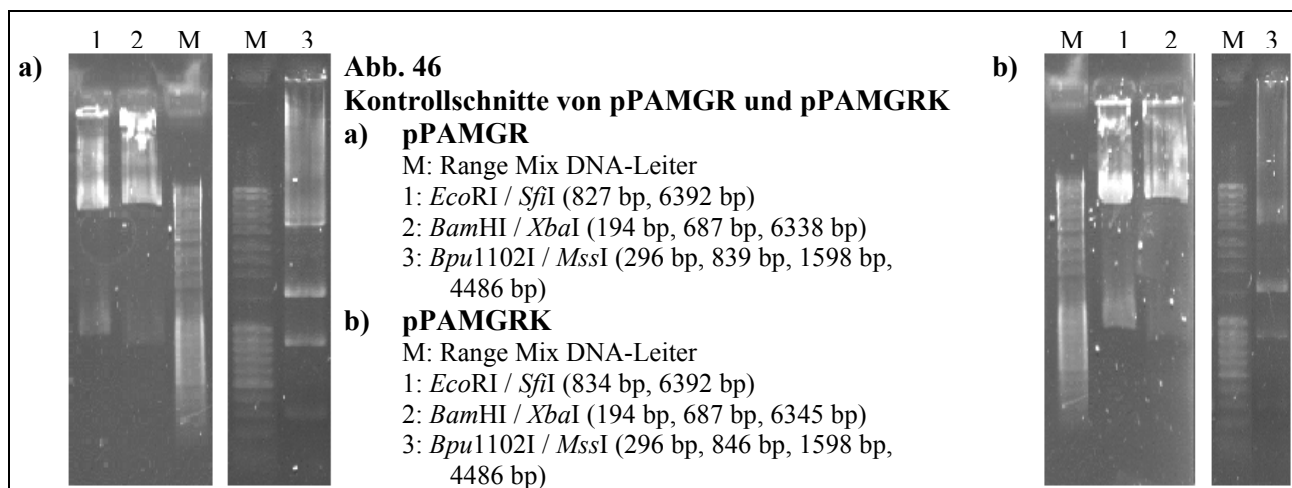 1 2 M M 3
a)
Abb. 46
Kontrollschnitte von pPAMGR und pPAMGRK
a) pPAMGR
M: Range Mix DNA-Leiter
1: EcoRI / SfiI (827 bp, 6392 bp)
2: BamHI / XbaI (194 bp, 687 bp, 6338 bp)
3: Bpu1102I / MssI (296 bp, 839 bp, 1598 bp,
4486 bp)
b) pPAMGRK
M: Range Mix DNA-Leiter
1: EcoRI / SfiI (834 bp, 6392 bp)
2: BamHI / XbaI (194 bp, 687 bp, 6345 bp)
3: Bpu1102I / MssI (296 bp, 846 bp, 1598 bp,
4486 bp)
b)
M 1 2 M 3